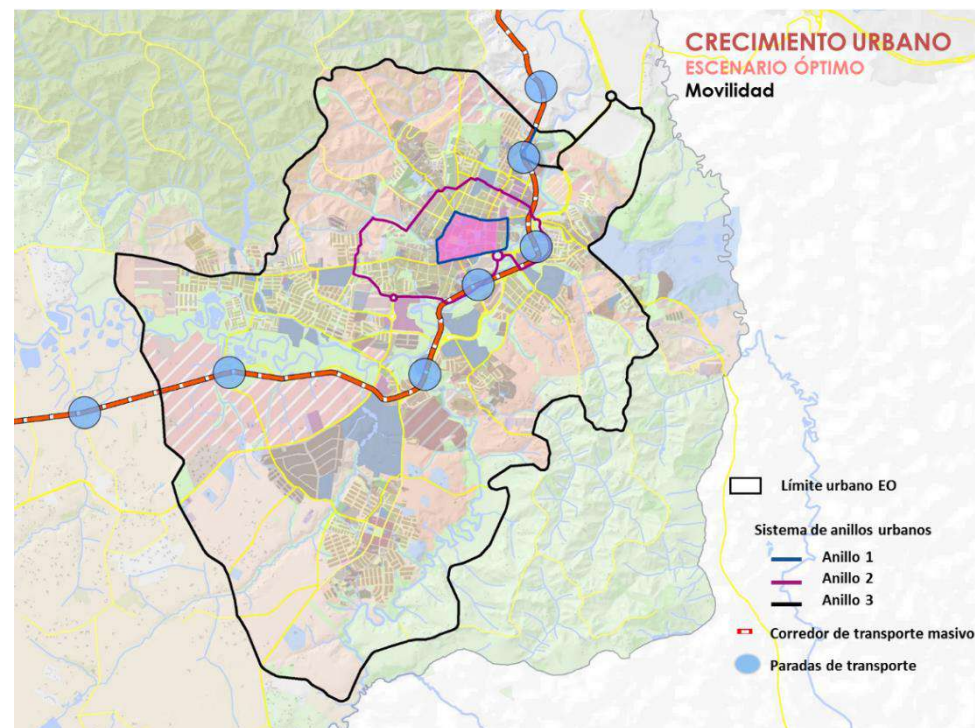 CRECIMIENTO URBANO
ESCENARIO ÓPTIMO
Movilidad
Límite urbano EO
Sistema de anillos urbanos
Anillo 1
Anillo 2
Anillo 3
Corredor de transporte masivo
Paradas de transporte